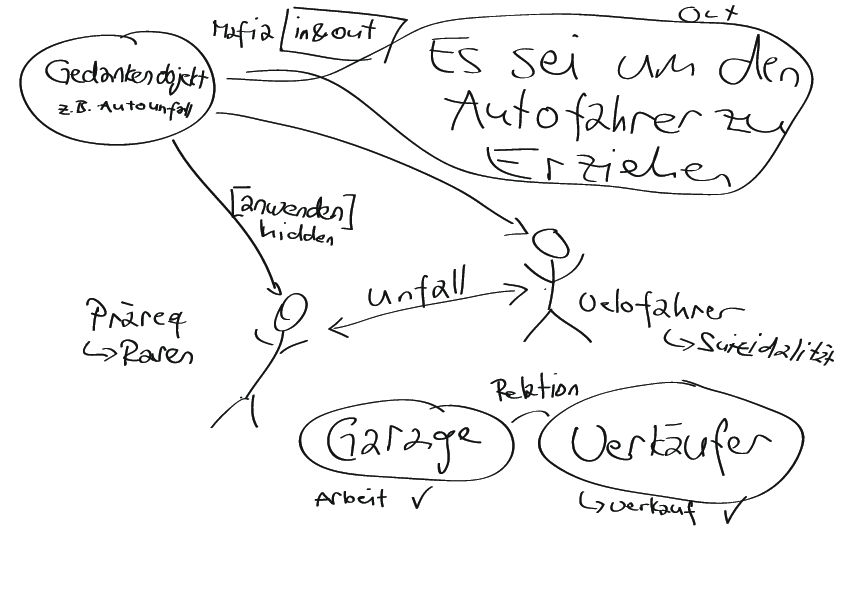 Out
Mafia [in&out]
Gedankenobjekt
z.B. Autounfall
Es sei um den
Autofahrer zu
Erziehen
[anwenden]
hidden
unfall
Präreq
↳ Rasen
Velofahrer
↳ Suizidalität
Relation
Garage
Verkäufer
Arbeit ✓
↳ verkauf ✓